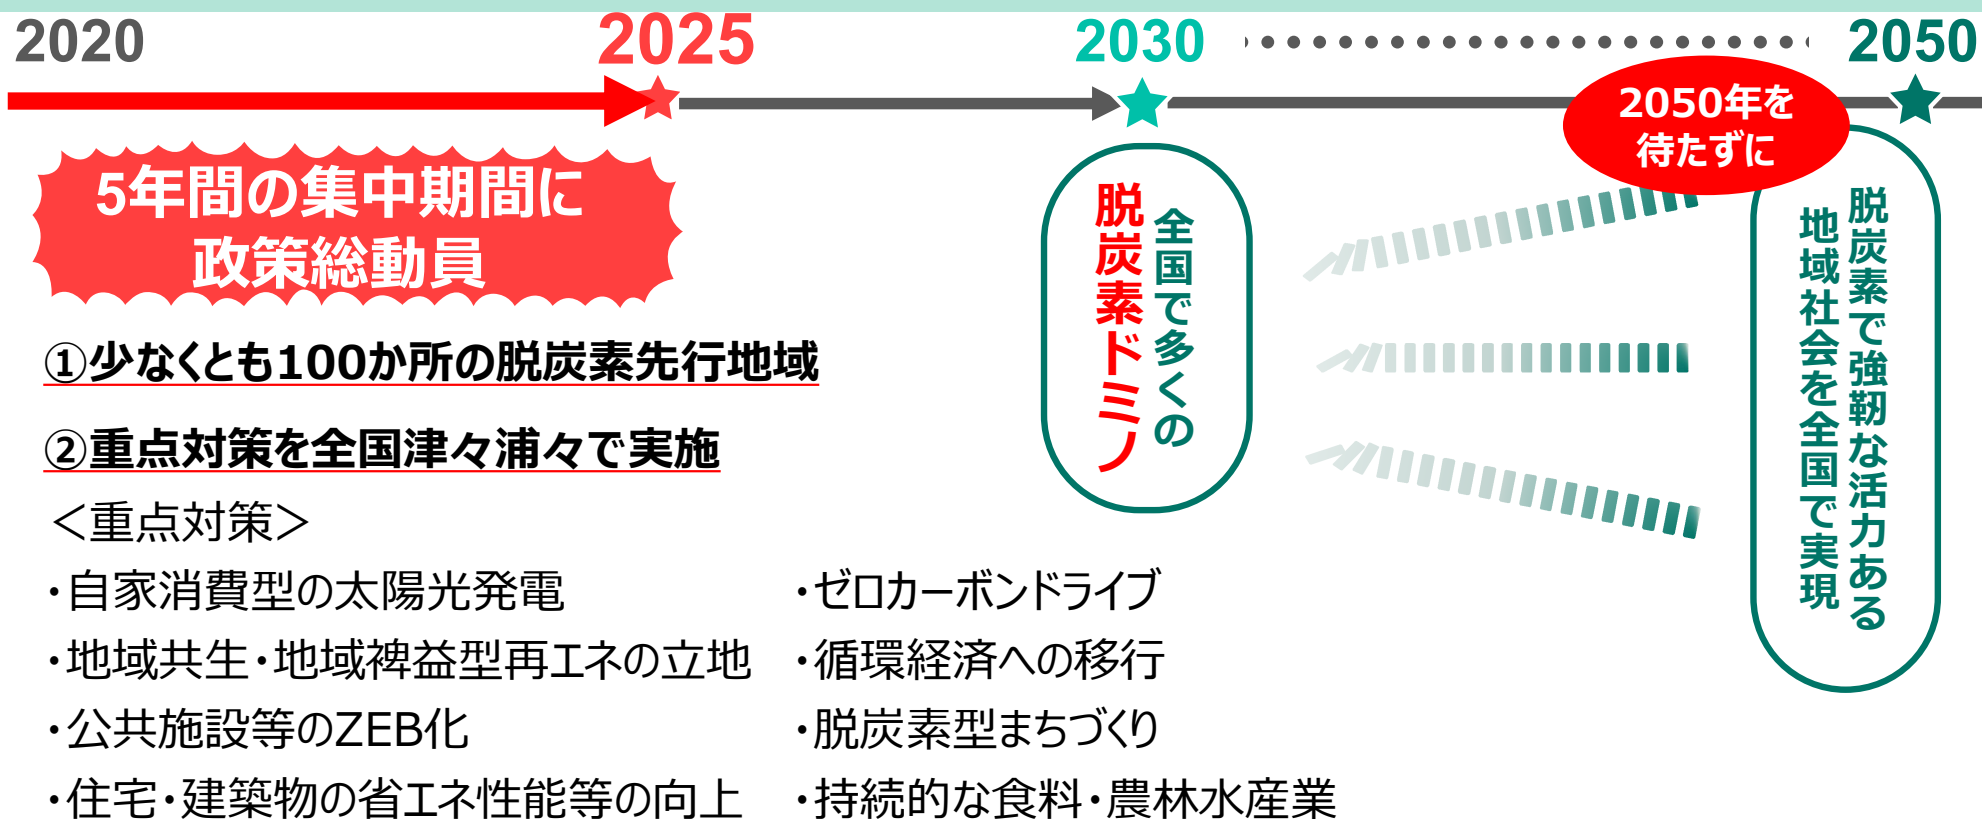 2020
2025
2030
2050
2050年を
待たずに
5年間の集中期間に
政策総動員
①少なくとも100か所の脱炭素先行地域
②重点対策を全国津々浦々で実施
＜重点対策＞
・自家消費型の太陽光発電
・地域共生・地域裨益型再エネの立地
・公共施設等のZEB化
・住宅・建築物の省エネ性能等の向上
・ゼロカーボンドライブ
・循環経済への移行
・脱炭素型まちづくり
・持続的な食料・農林水産業
全国で多くの
脱炭素ドミノ
脱炭素で強靭な活力ある
地域社会を全国で実現